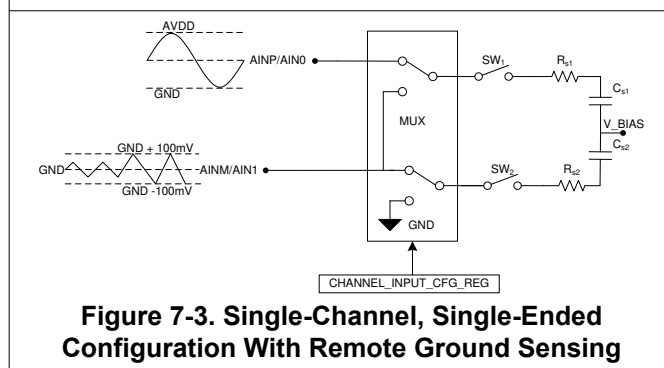 AVDD
AINP/AIN0
GND
SW1
Rs1
Cs1
MUX
V_BIAS
GND + 100mV
GND
AINM/AIN1
GND -100mV
Cs2
SW2
Rs2
GND
CHANNEL_INPUT_CFG_REG
Figure 7-3. Single-Channel, Single-Ended
Configuration With Remote Ground Sensing